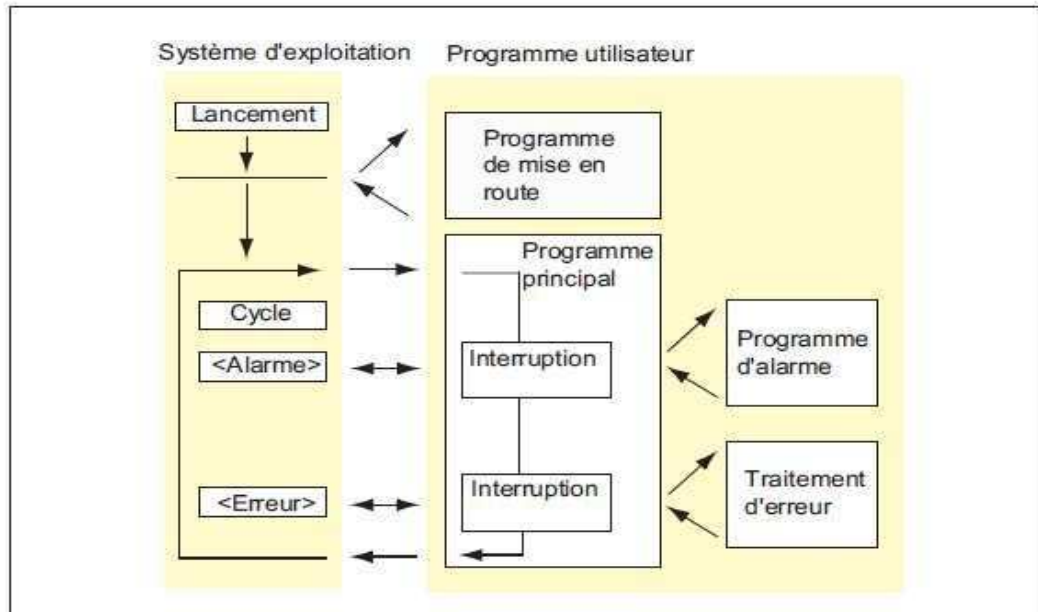 Système d'exploitation
Programme utilisateur
Lancement
Programme
de mise en
route
Programme
principal
Cycle
<Alarme>
Interruption
Programme
d'alarme
<Erreur>
Interruption
Traitement
d'erreur